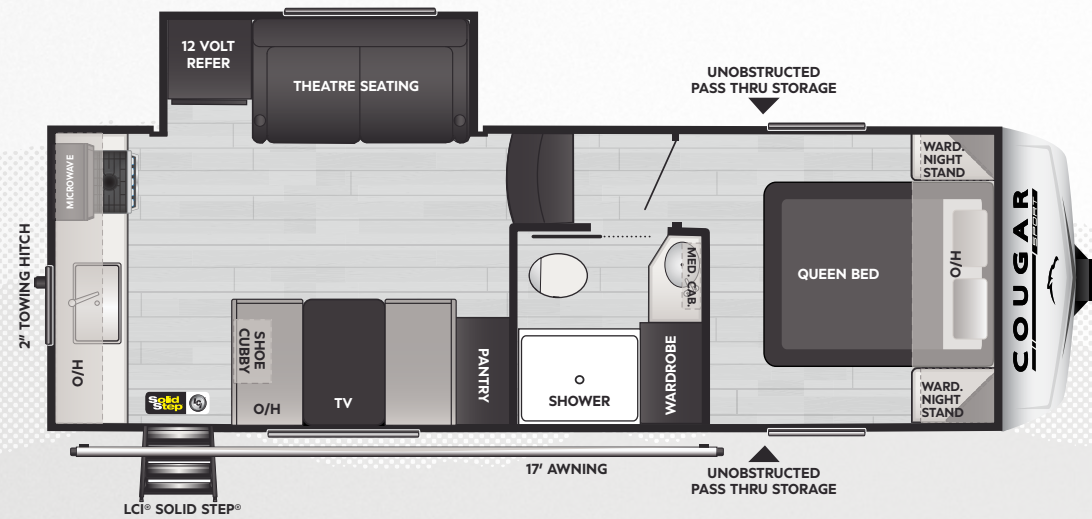 12 VOLT
REFER
THEATRE SEATING
UNOBSTRUCTED
PASS THRU STORAGE
MICROWAVE
2" TOWING HITCH
O/H
WARD.
NIGHT
STAND
MED. CAB.
QUEEN BED
O/H
COUGAR
SPORT
SHOE
CUBBY
O/H
TV
PANTRY
SHOWER
WARDROBE
WARD.
NIGHT
STAND
Solid
Step
LCI
17' AWNING
UNOBSTRUCTED
PASS THRU STORAGE
LCI® SOLID STEP®